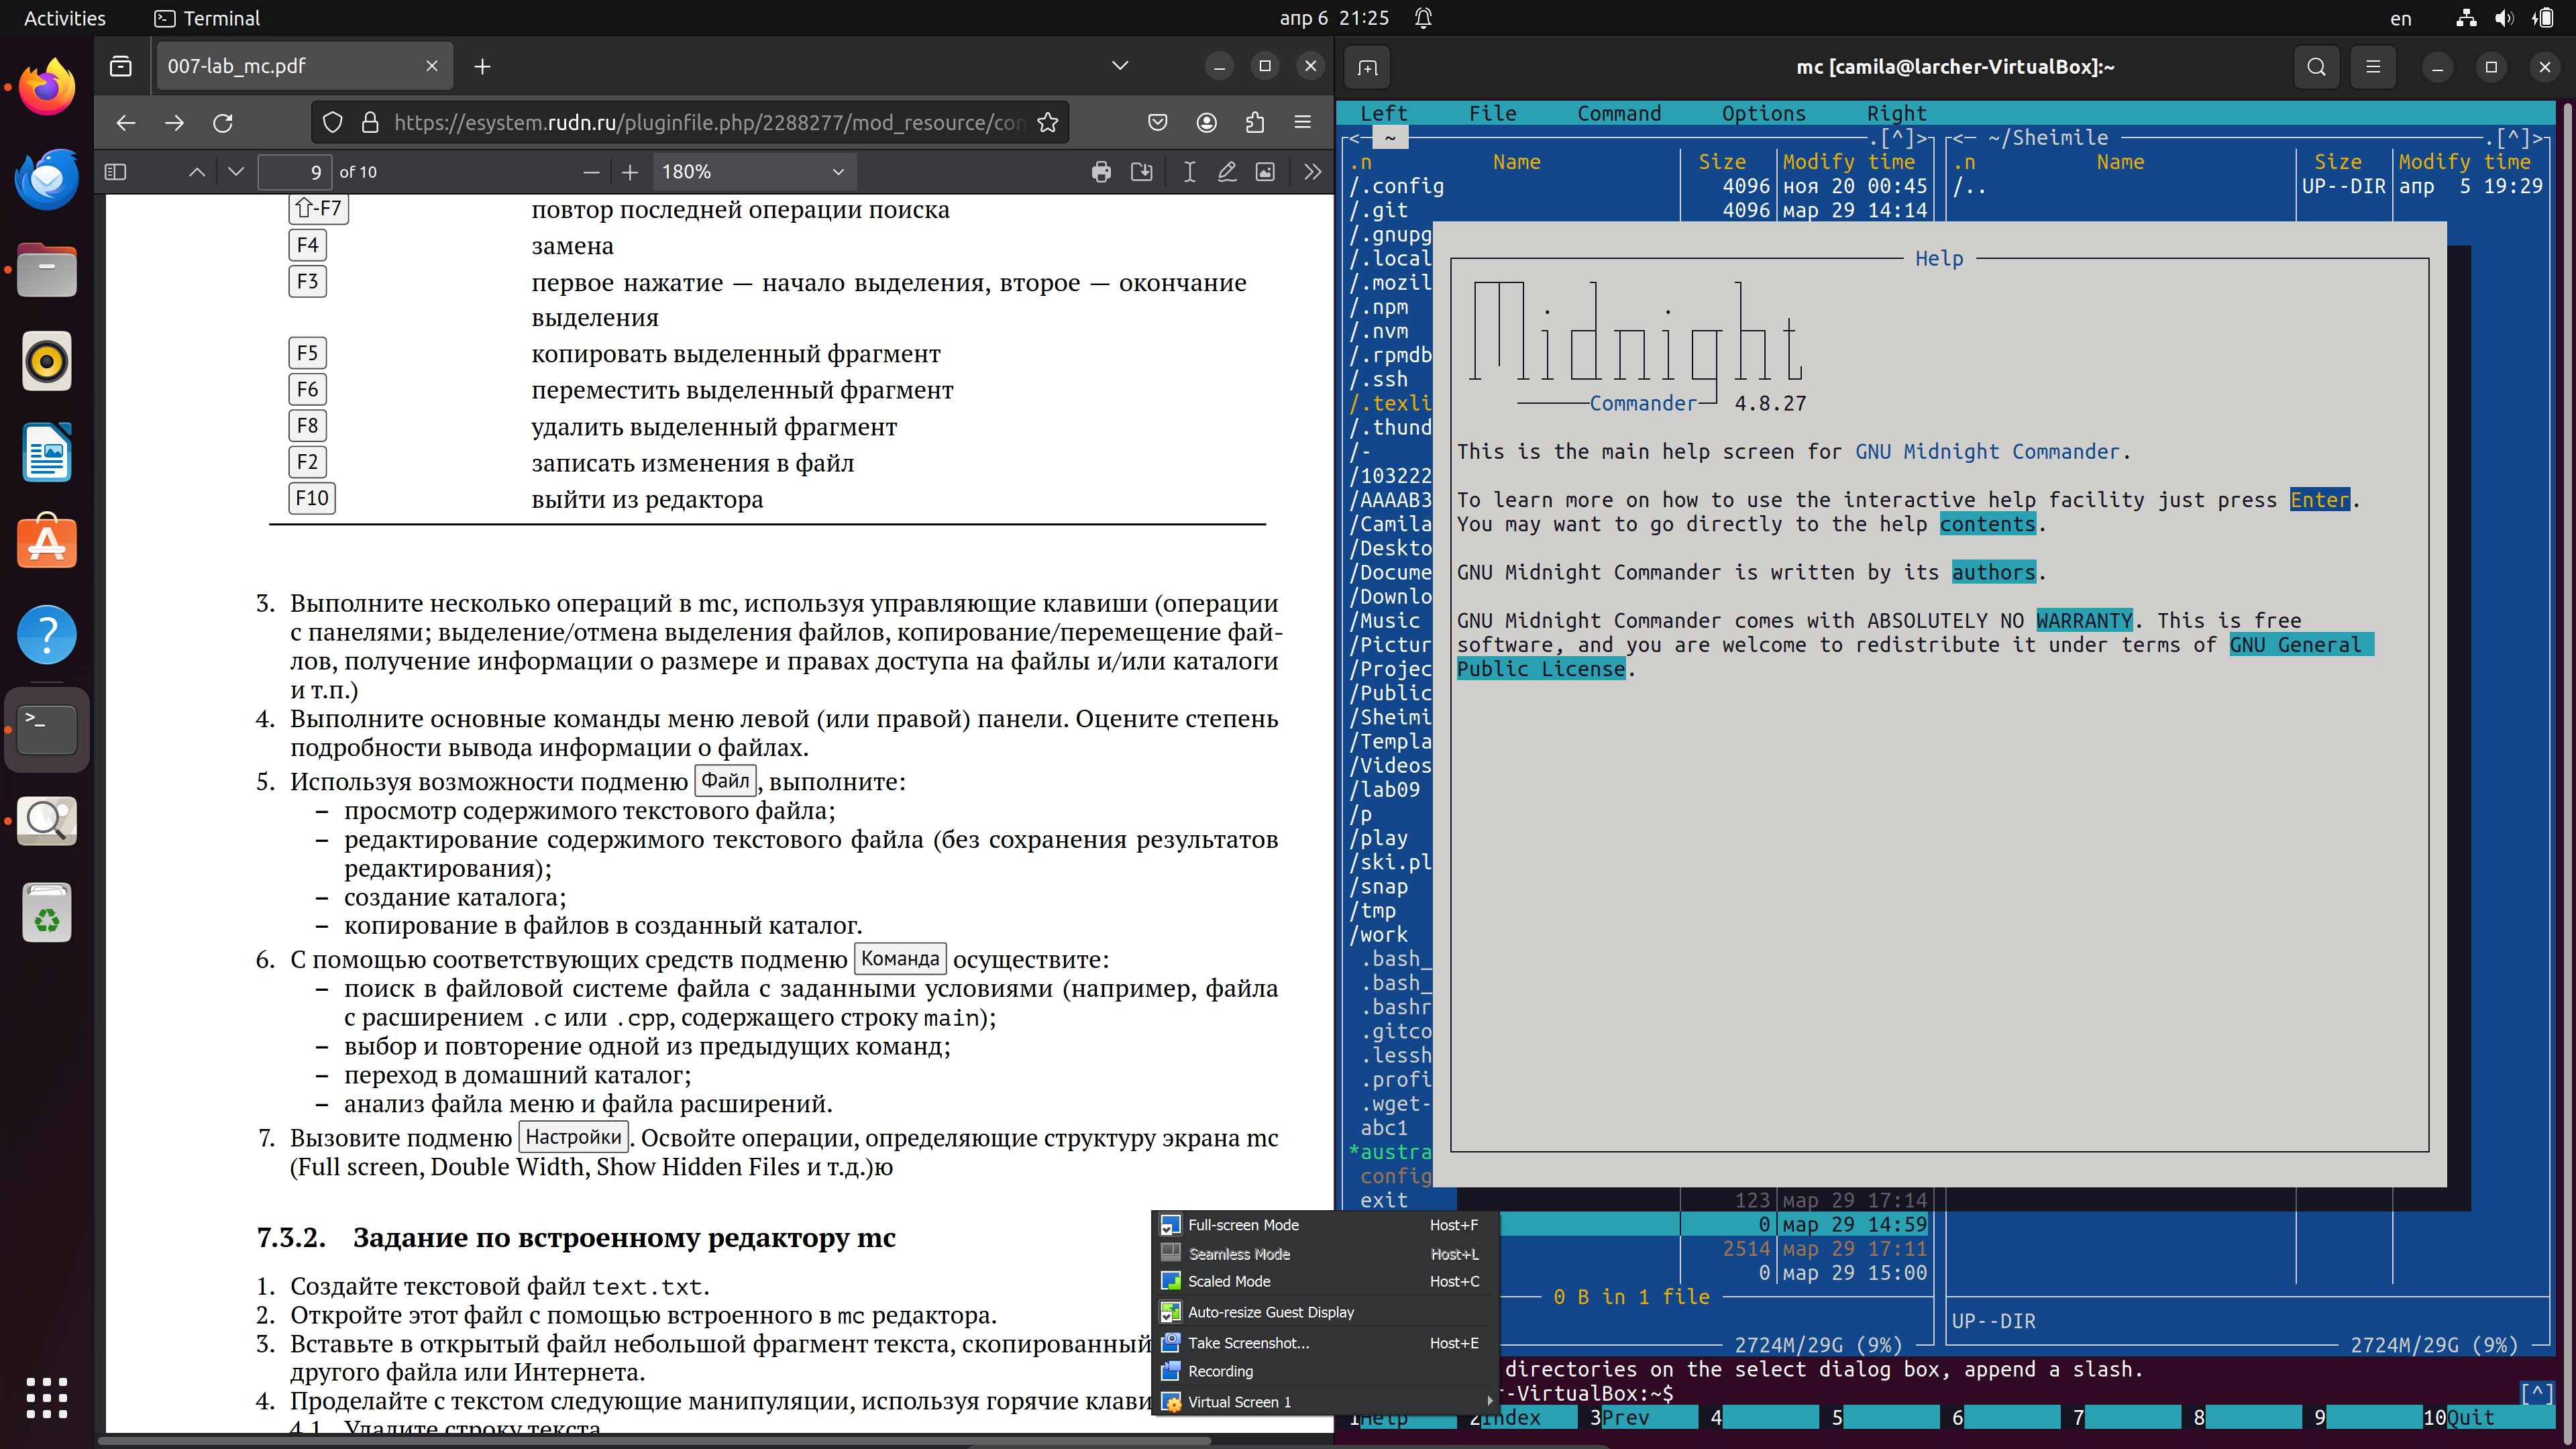 Activities
Terminal
апр 6 21:25
en
007-lab_mc.pdf
https://esystem.rudn.ru/pluginfile.php/2288277/mod_resource/con
9 of 10
180%
⇧-F7 повтор последней операции поиска
F4 замена
F3 первое нажатие — начало выделения, второе — окончание
выделения
F5 копировать выделенный фрагмент
F6 переместить выделенный фрагмент
F8 удалить выделенный фрагмент
F2 записать изменения в файл
F10 выйти из редактора
3. Выполните несколько операций в mc, используя управляющие клавиши (операции
с панелями; выделение/отмена выделения файлов, копирование/перемещение фай-
лов, получение информации о размере и правах доступа на файлы и/или каталоги
и т.п.)
4. Выполните основные команды меню левой (или правой) панели. Оцените степень
подробности вывода информации о файлах.
5. Используя возможности подменю Файл , выполните:
– просмотр содержимого текстового файла;
– редактирование содержимого текстового файла (без сохранения результатов
редактирования);
– создание каталога;
– копирование в файлов в созданный каталог.
6. С помощью соответствующих средств подменю Команда осуществите:
– поиск в файловой системе файла с заданными условиями (например, файла
с расширением .c или .cpp, содержащего строку main);
– выбор и повторение одной из предыдущих команд;
– переход в домашний каталог;
– анализ файла меню и файла расширений.
7. Вызовите подменю Настройки . Освойте операции, определяющие структуру экрана mc
(Full screen, Double Width, Show Hidden Files и т.д.)ю
7.3.2. Задание по встроенному редактору mc
1. Создайте текстовой файл text.txt.
2. Откройте этот файл с помощью встроенного в mc редактора.
3. Вставьте в открытый файл небольшой фрагмент текста, скопированный
другого файла или Интернета.
4. Проделайте с текстом следующие манипуляции, используя горячие клави
4.1. Удалите строку текста
Full-screen Mode Host+F
Seamless Mode Host+L
Scaled Mode Host+C
Auto-resize Guest Display
Take Screenshot... Host+E
Recording
Virtual Screen 1
mc [camila@larcher-VirtualBox]:~
Left File Command Options Right
<─ ~ .[^]>
<─ ~/Sheimile .[^]>
.n Name Size Modify time
.n Name Size Modify time
/.config 4096 ноя 20 00:45
/.. UP--DIR апр 5 19:29
/.git 4096 мар 29 14:14
/.gnupg
/.local
/.mozil
/.npm
/.nvm
/.rpmdb
/.ssh
/.texli
/.thund
/-
/103222
/AAAAB3
/Camila
/Deskto
/Docume
/Downlo
/Music
/Pictur
/Projec
/Public
/Sheimi
/Templa
/Videos
/lab09
/p
/play
/ski.pl
/snap
/tmp
/work
.bash_
.bash_
.bashr
.gitco
.lessh
.profi
.wget-
abc1
*austra
config
exit 123 мар 29 17:14
0 мар 29 14:59
2514 мар 29 17:11
0 мар 29 15:00
0 B in 1 file
UP--DIR
2724M/29G (9%)
2724M/29G (9%)
Help
Midnight
Commander 4.8.27
This is the main help screen for GNU Midnight Commander.
To learn more on how to use the interactive help facility just press Enter.
You may want to go directly to the help contents.
GNU Midnight Commander is written by its authors.
GNU Midnight Commander comes with ABSOLUTELY NO WARRANTY. This is free
software, and you are welcome to redistribute it under terms of GNU General
Public License.
directories on the select dialog box, append a slash.
r-VirtualBox:~$ [^]
1Help 2Index 3Prev 4 5 6 7 8 9 10Quit